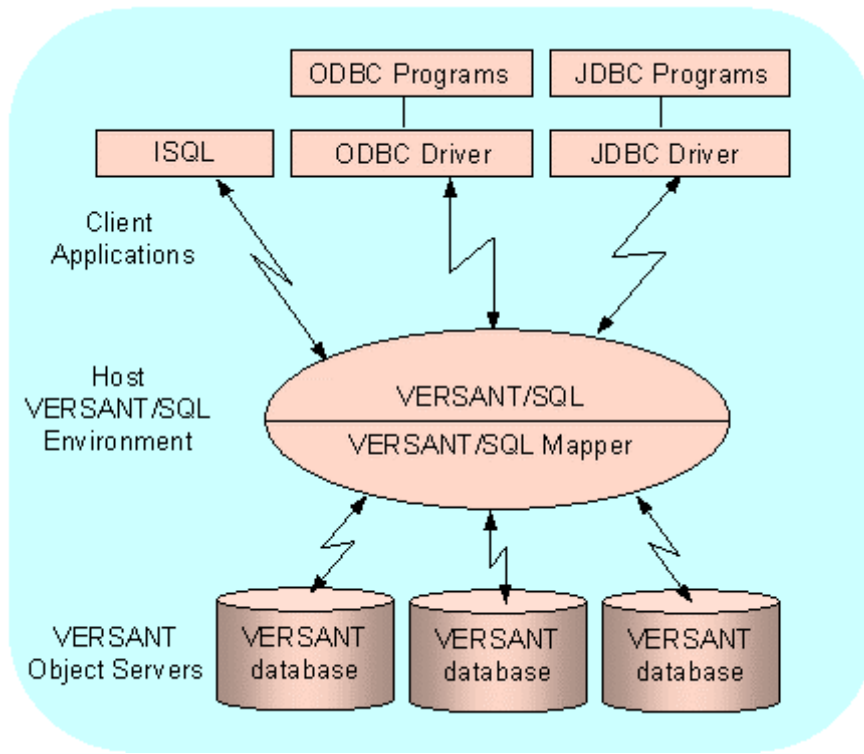 ODBC Programs
JDBC Programs
ISQL
ODBC Driver
JDBC Driver
Client
Applications
Host
VERSANT/SQL
Environment
VERSANT/SQL
VERSANT/SQL Mapper
VERSANT
Object Servers
VERSANT
database
VERSANT
database
VERSANT
database